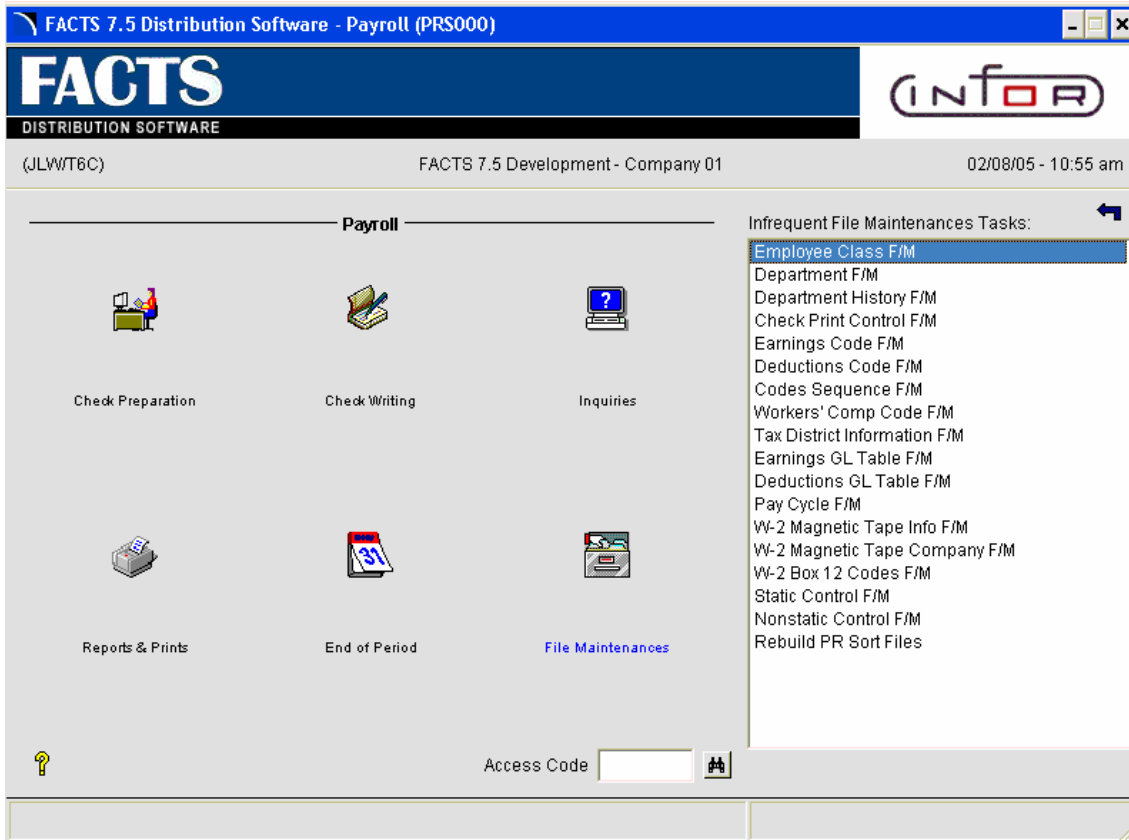 FACTS 7.5 Distribution Software - Payroll (PRS000)
FACTS
DISTRIBUTION SOFTWARE
infor
(JLW/T6C)
FACTS 7.5 Development - Company 01
02/08/05 - 10:55 am
Payroll
Check Preparation
Check Writing
?
Inquiries
Reports & Prints
31
End of Period
File Maintenances
?
Access Code
Infrequent File Maintenances Tasks:
Employee Class F/M
Department F/M
Department History F/M
Check Print Control F/M
Earnings Code F/M
Deductions Code F/M
Codes Sequence F/M
Workers' Comp Code F/M
Tax District Information F/M
Earnings GL Table F/M
Deductions GL Table F/M
Pay Cycle F/M
W-2 Magnetic Tape Info F/M
W-2 Magnetic Tape Company F/M
W-2 Box 12 Codes F/M
Static Control F/M
Nonstatic Control F/M
Rebuild PR Sort Files